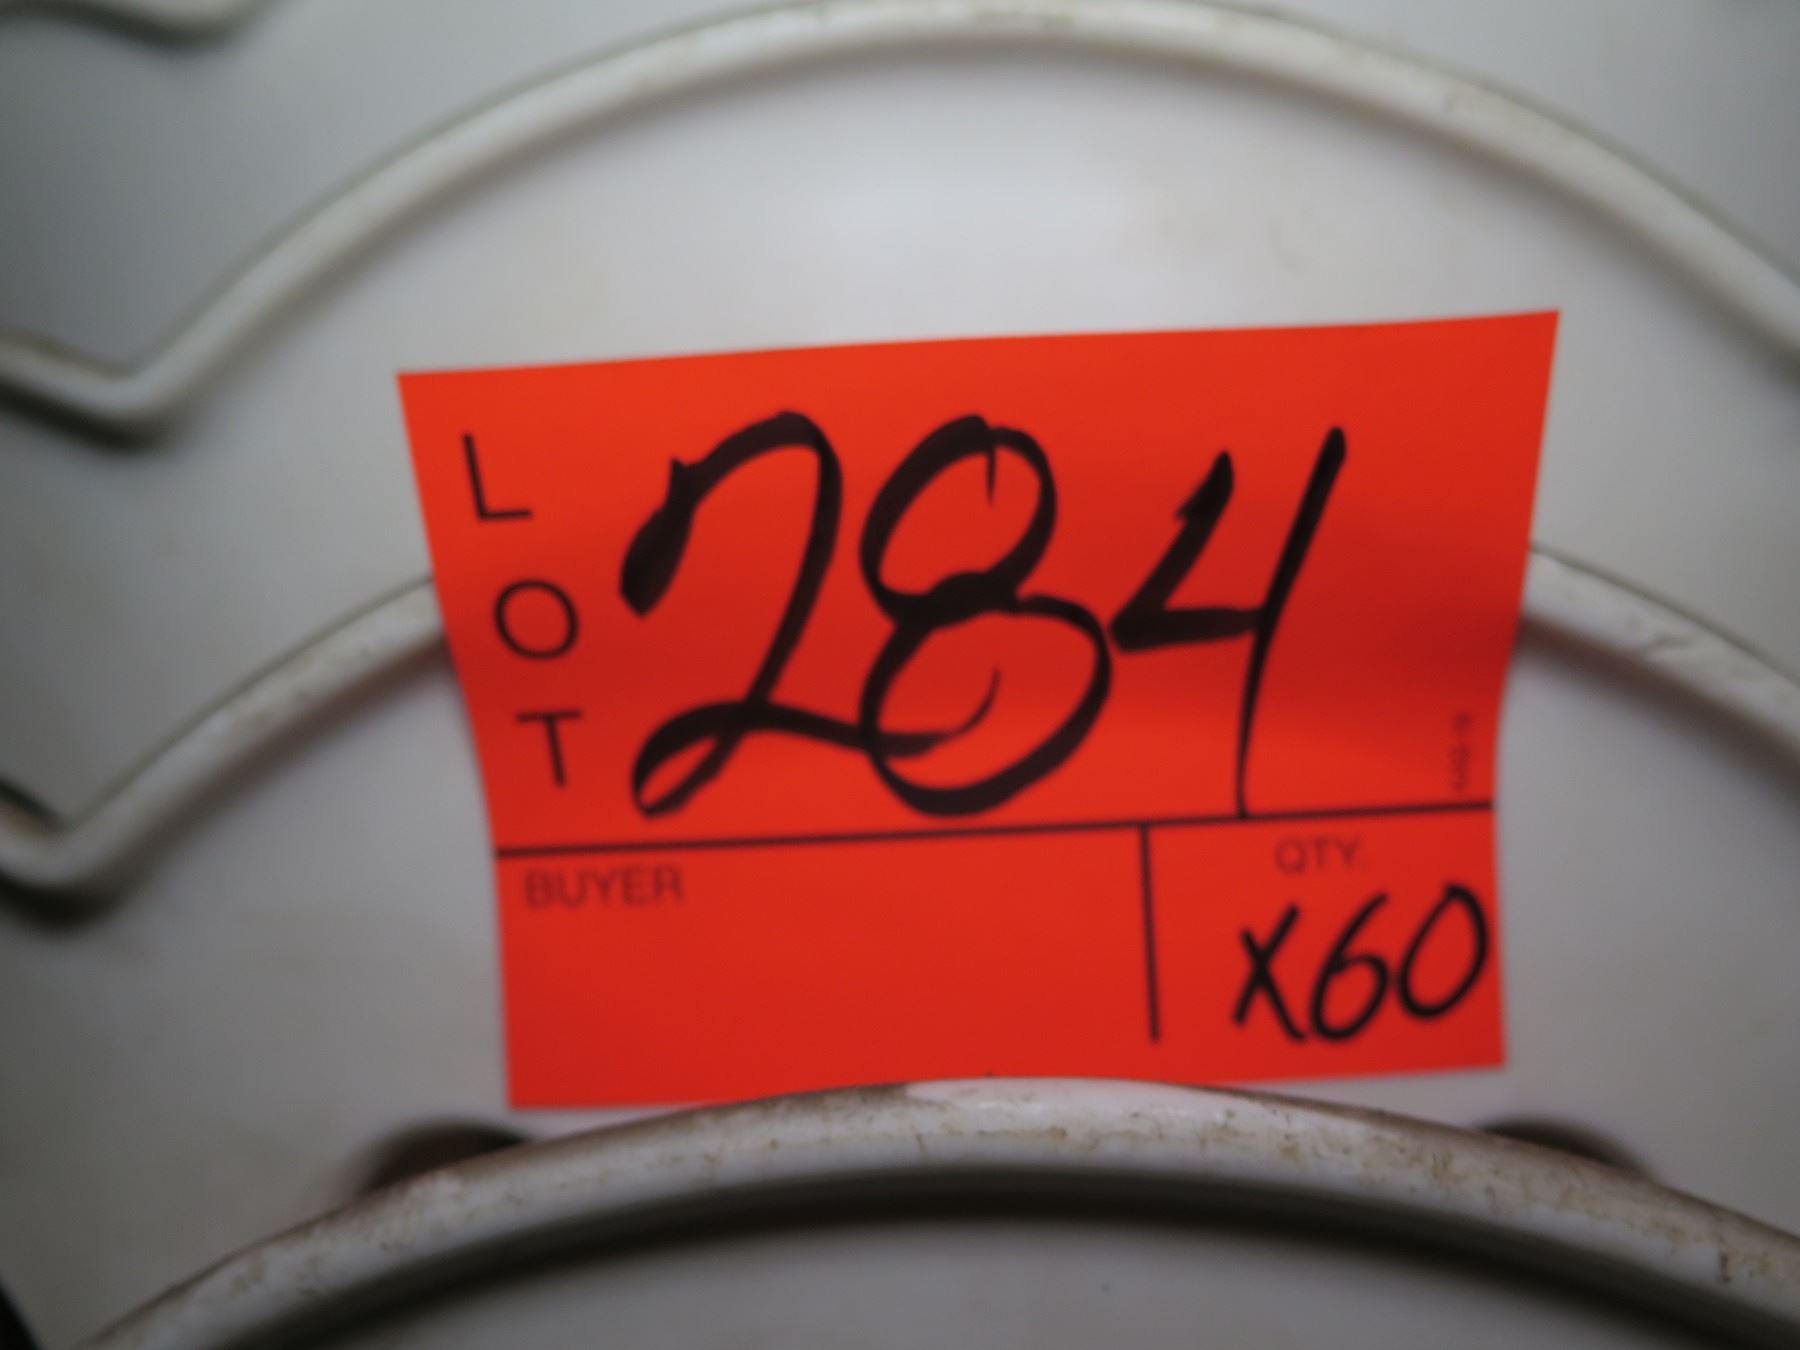 LOT 284
BUYER
QTY.
x60